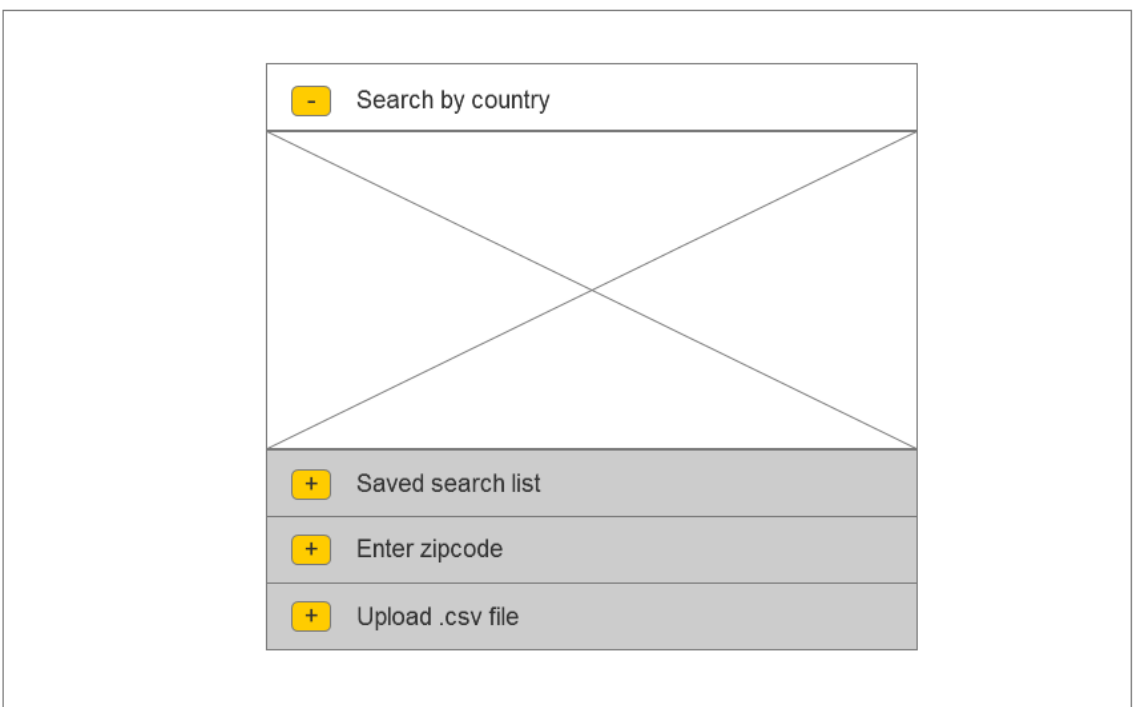 - Search by country
+ Saved search list
+ Enter zipcode
+ Upload .csv file